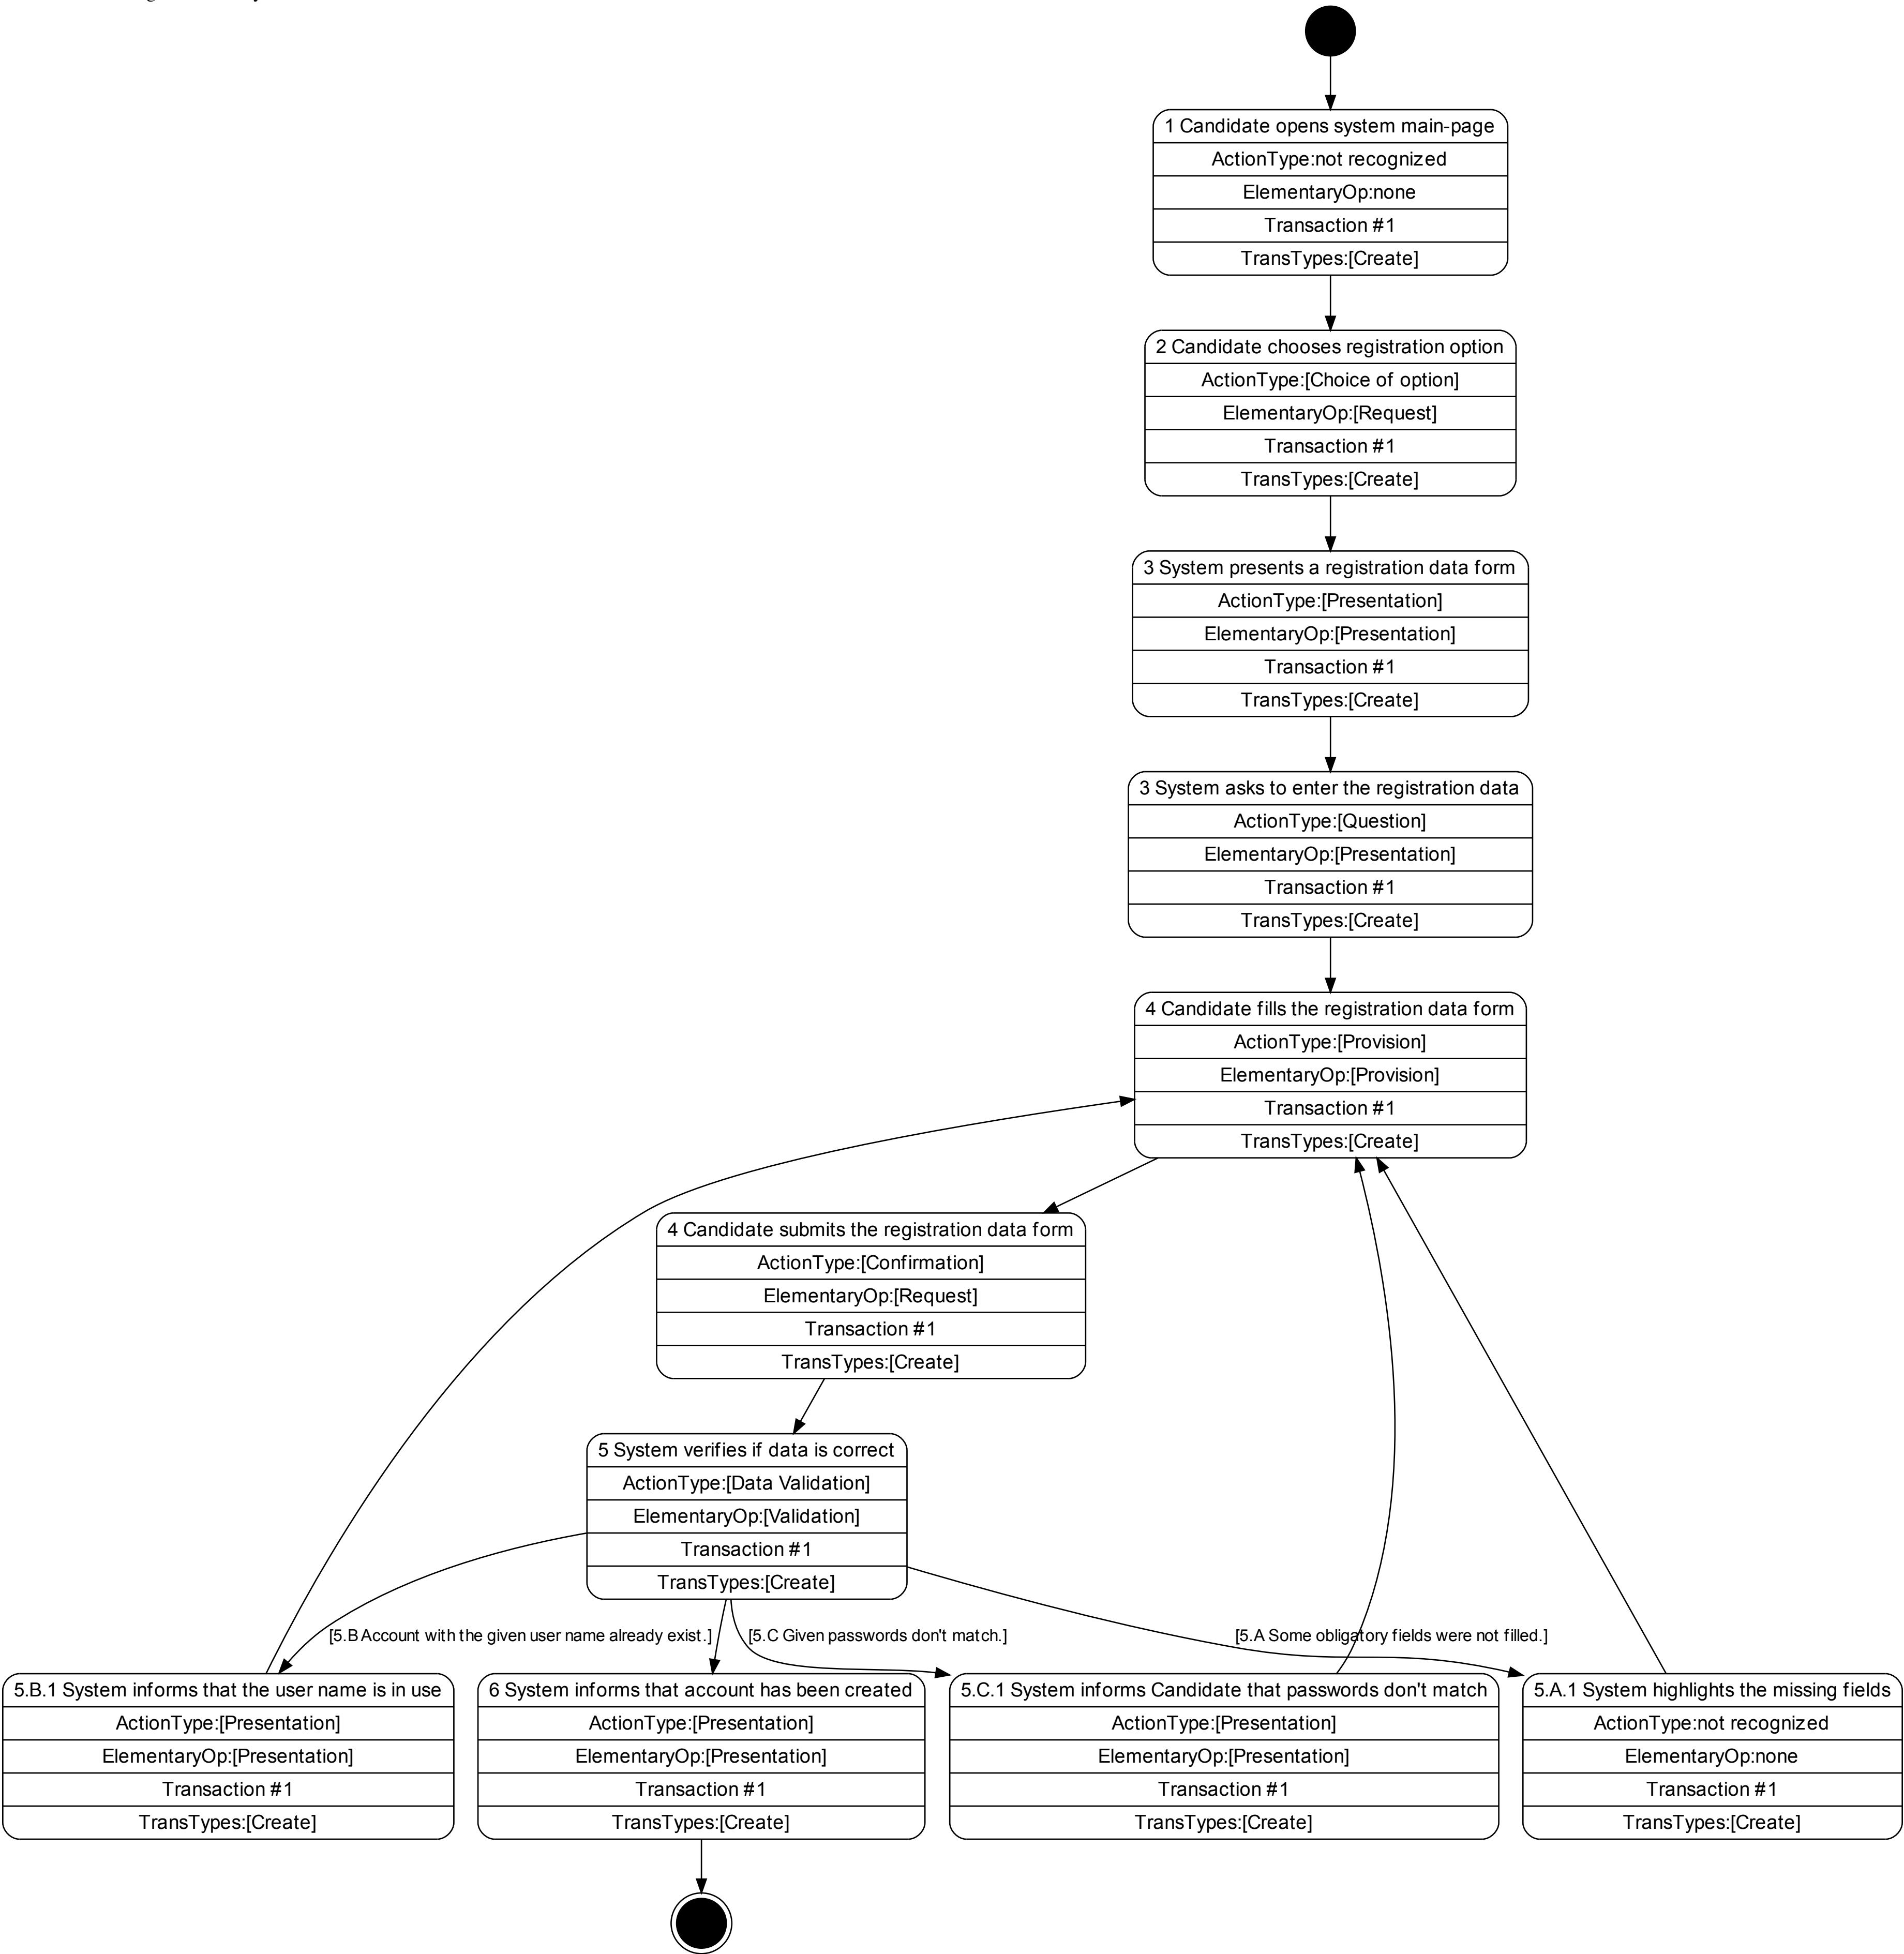 1 Candidate opens system main-page
ActionType:not recognized
ElementaryOp:none
Transaction #1
TransTypes:[Create]
2 Candidate chooses registration option
ActionType:[Choice of option]
ElementaryOp:[Request]
Transaction #1
TransTypes:[Create]
3 System presents a registration data form
ActionType:[Presentation]
ElementaryOp:[Presentation]
Transaction #1
TransTypes:[Create]
3 System asks to enter the registration data
ActionType:[Question]
ElementaryOp:[Presentation]
Transaction #1
TransTypes:[Create]
4 Candidate fills the registration data form
ActionType:[Provision]
ElementaryOp:[Provision]
Transaction #1
TransTypes:[Create]
4 Candidate submits the registration data form
ActionType:[Confirmation]
ElementaryOp:[Request]
Transaction #1
TransTypes:[Create]
5 System verifies if data is correct
ActionType:[Data Validation]
ElementaryOp:[Validation]
Transaction #1
TransTypes:[Create]
[5.B Account with the given user name already exist.]
[5.C Given passwords don't match.]
[5.A Some obligatory fields were not filled.]
5.B.1 System informs that the user name is in use
ActionType:[Presentation]
ElementaryOp:[Presentation]
Transaction #1
TransTypes:[Create]
6 System informs that account has been created
ActionType:[Presentation]
ElementaryOp:[Presentation]
Transaction #1
TransTypes:[Create]
5.C.1 System informs Candidate that passwords don't match
ActionType:[Presentation]
ElementaryOp:[Presentation]
Transaction #1
TransTypes:[Create]
5.A.1 System highlights the missing fields
ActionType:not recognized
ElementaryOp:none
Transaction #1
TransTypes:[Create]